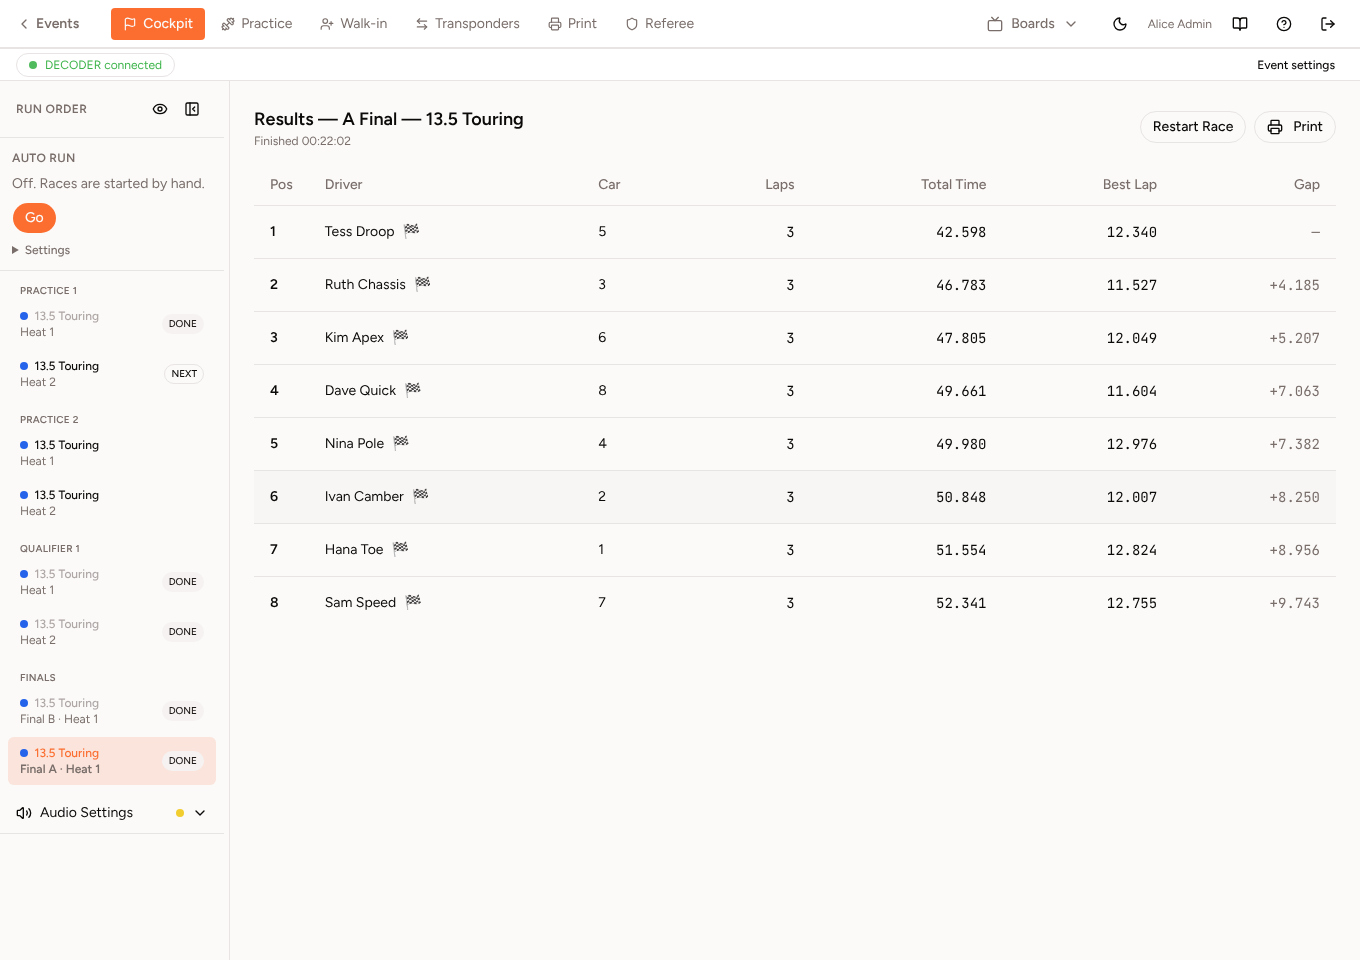 Events
Cockpit
Practice
Walk-in
Transponders
Print
Referee
Boards
Alice Admin
DECODER connected
Event settings
RUN ORDER
AUTO RUN
Off. Races are started by hand.
Go
Settings
PRACTICE 1
13.5 Touring
Heat 1
DONE
13.5 Touring
Heat 2
NEXT
PRACTICE 2
13.5 Touring
Heat 1
13.5 Touring
Heat 2
QUALIFIER 1
13.5 Touring
Heat 1
DONE
13.5 Touring
Heat 2
DONE
FINALS
13.5 Touring
Final B · Heat 1
DONE
13.5 Touring
Final A · Heat 1
DONE
Audio Settings
Results — A Final — 13.5 Touring
Finished 00:22:02
Restart Race
Print
Pos Driver Car Laps Total Time Best Lap Gap
1 Tess Droop 5 3 42.598 12.340 —
2 Ruth Chassis 3 3 46.783 11.527 +4.185
3 Kim Apex 6 3 47.805 12.049 +5.207
4 Dave Quick 8 3 49.661 11.604 +7.063
5 Nina Pole 4 3 49.980 12.976 +7.382
6 Ivan Camber 2 3 50.848 12.007 +8.250
7 Hana Toe 1 3 51.554 12.824 +8.956
8 Sam Speed 7 3 52.341 12.755 +9.743